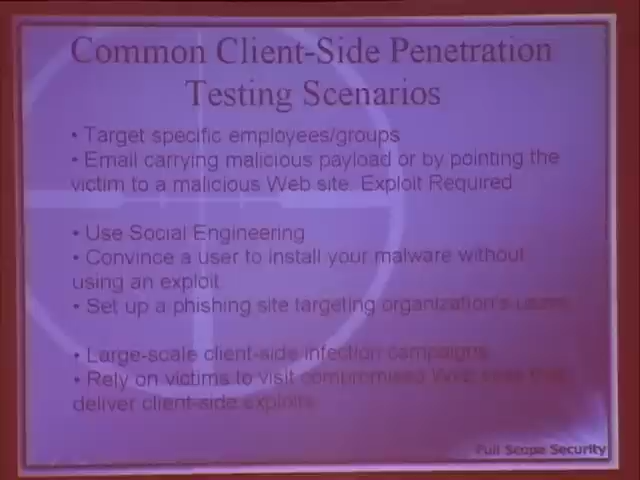 Common Client-Side Penetration
Testing Scenarios
• Target specific employees/groups
• Email carrying malicious payload or by pointing the
victim to a malicious Web site. Exploit Required
• Use Social Engineering
• Convince a user to install your malware without
using an exploit
• Set up a phishing site targeting organization's users
• Large-scale client-side infection campaigns
• Rely on victims to visit compromised Web sites that
deliver client-side exploits
Full Scope Security